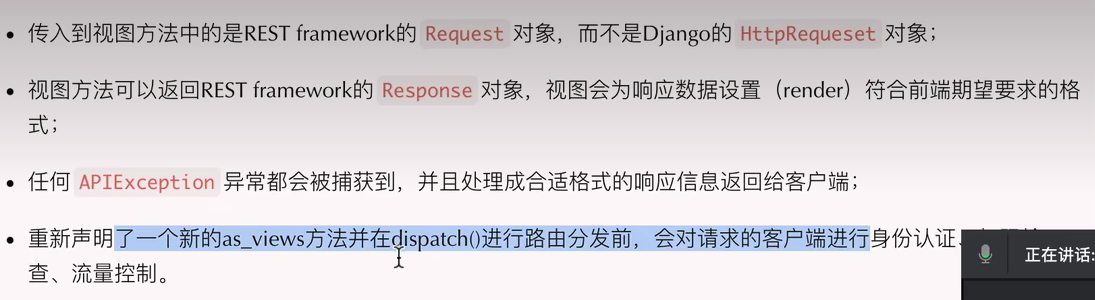 传入到视图方法中的是REST framework的 Request 对象，而不是Django的 HttpRequeset 对象；
视图方法可以返回REST framework的 Response 对象，视图会为响应数据设置（render）符合前端期望要求的格
式；
任何 APIException 异常都会被捕获到，并且处理成合适格式的响应信息返回给客户端；
重新声明了一个新的as_views方法并在dispatch()进行路由分发前，会对请求的客户端进行身份认证、
查、流量控制。
正在讲话: